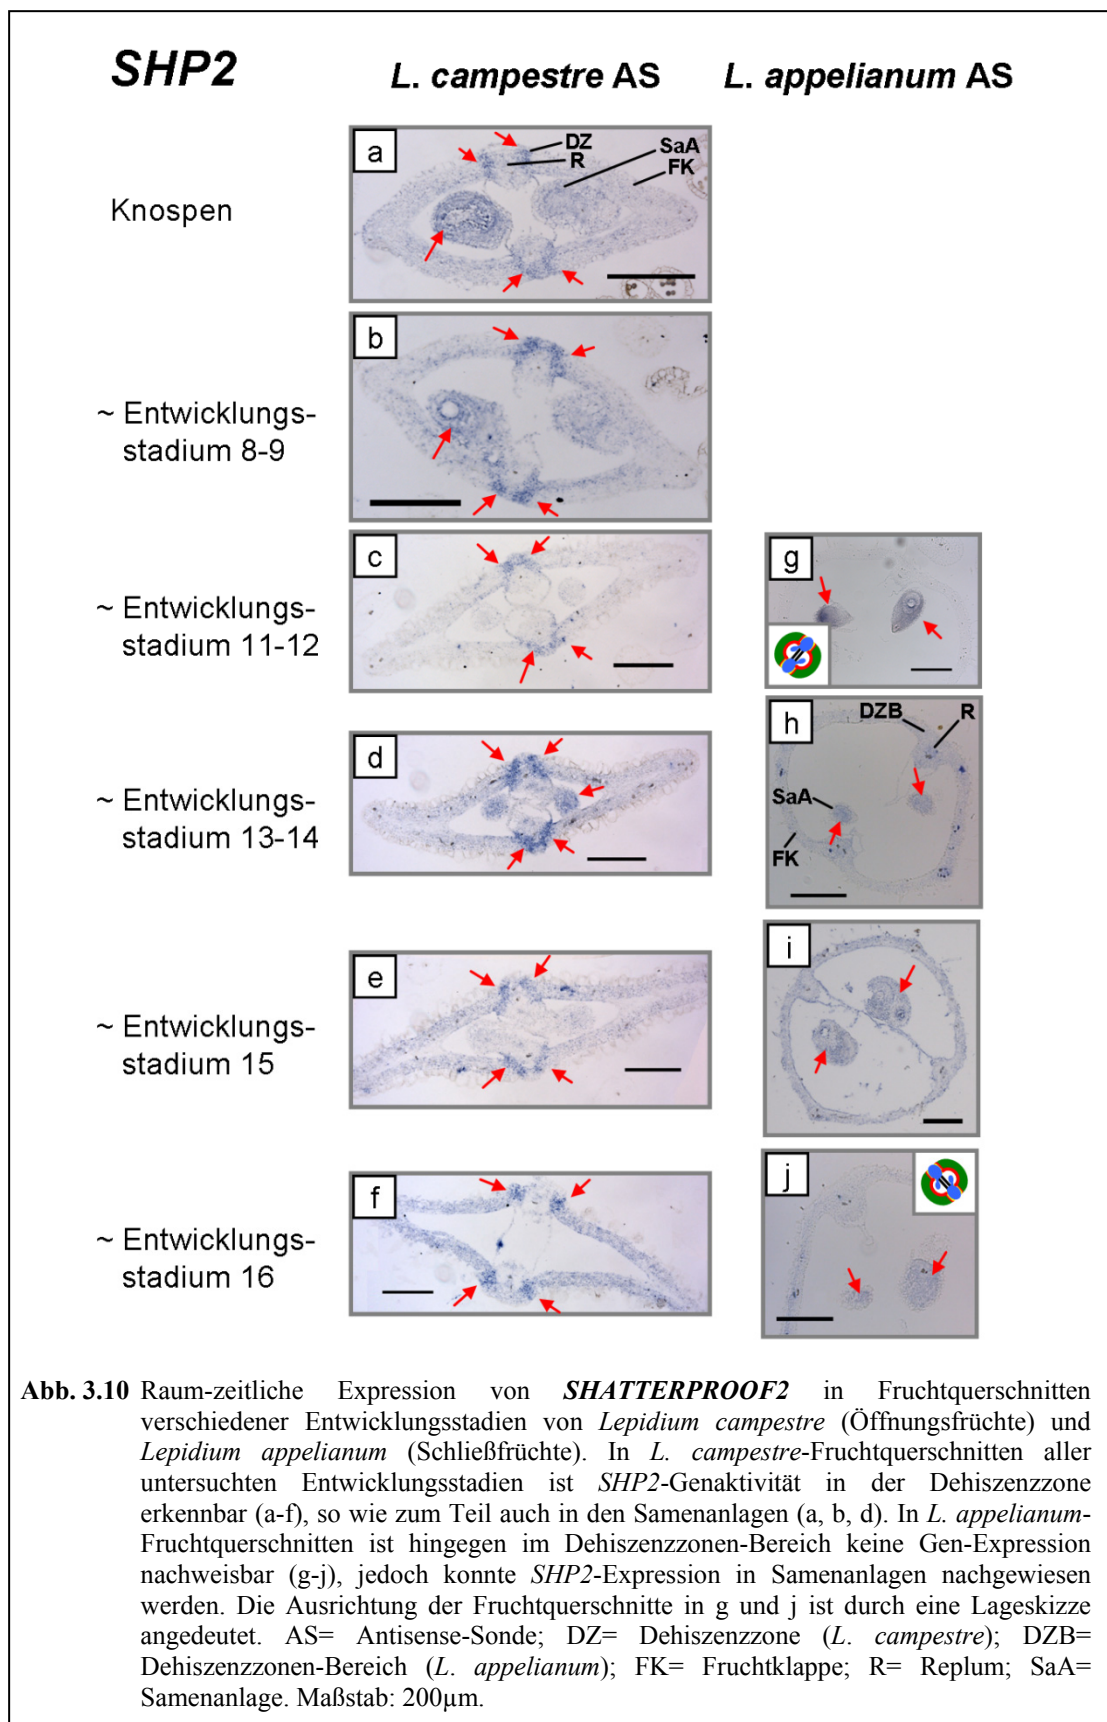 SHP2
L. campestre AS
L. appelianum AS
Knospen
a
DZ
R
SaA
FK
b
~ Entwicklungs-
stadium 8-9
c
~ Entwicklungs-
stadium 11-12
g
d
~ Entwicklungs-
stadium 13-14
h
DZB
R
SaA
FK
e
~ Entwicklungs-
stadium 15
i
f
~ Entwicklungs-
stadium 16
j
Abb. 3.10 Raum-zeitliche Expression von SHATTERPROOF2 in Fruchtquerschnitten
verschiedener Entwicklungsstadien von Lepidium campestre (Öffnungsfrüchte) und
Lepidium appelianum (Schließfrüchte). In L. campestre-Fruchtquerschnitten aller
untersuchten Entwicklungsstadien ist SHP2-Genaktivität in der Dehiszenzzone
erkennbar (a-f), so wie zum Teil auch in den Samenanlagen (a, b, d). In L. appelianum-
Fruchtquerschnitten ist hingegen im Dehiszenzzonen-Bereich keine Gen-Expression
nachweisbar (g-j), jedoch konnte SHP2-Expression in Samenanlagen nachgewiesen
werden. Die Ausrichtung der Fruchtquerschnitte in g und j ist durch eine Lageskizze
angedeutet. AS= Antisense-Sonde; DZ= Dehiszenzzone (L. campestre); DZB=
Dehiszenzzonen-Bereich (L. appelianum); FK= Fruchtklappe; R= Replum; SaA=
Samenanlage. Maßstab: 200µm.